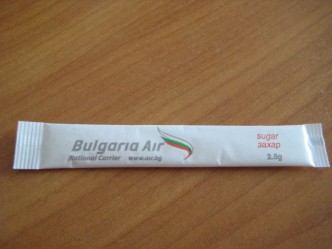 Bulgaria Air
National Carrier www.air.bg
sugar
захар
2.5g